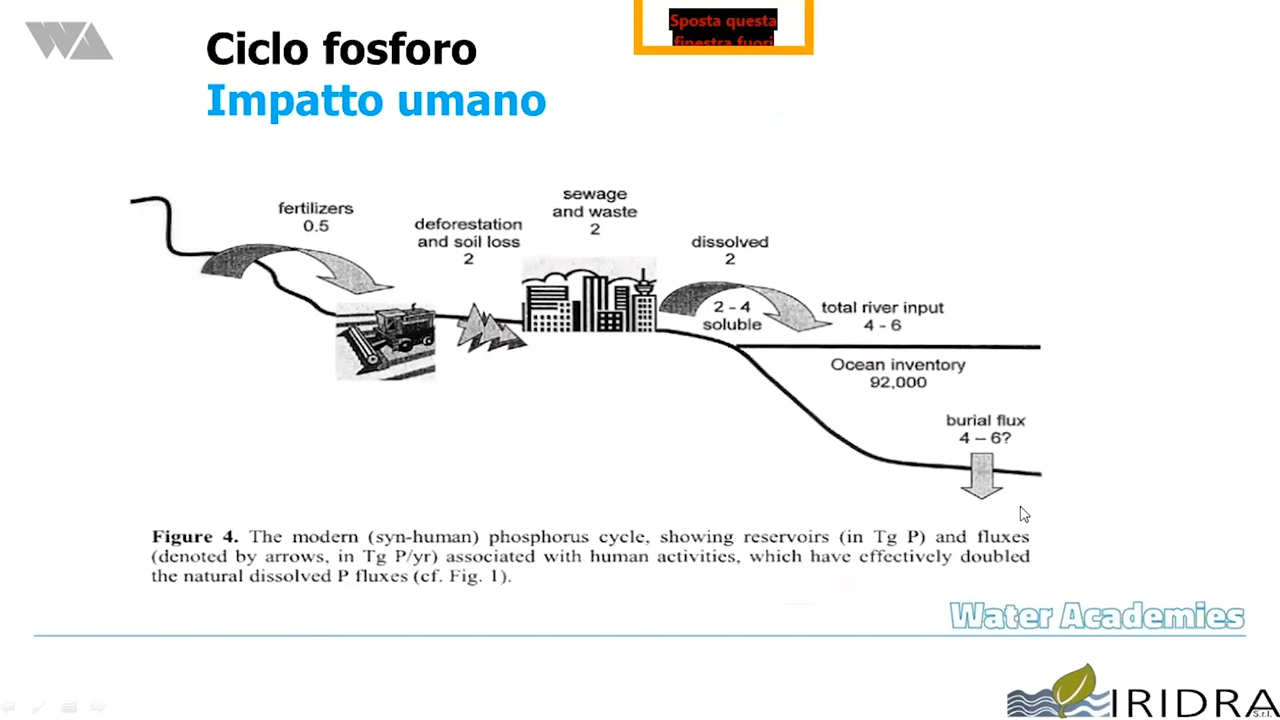 WA
Sposta questa
finestra fuori
Ciclo fosforo
Impatto umano
fertilizers
0.5
deforestation
and soil loss
2
sewage
and waste
2
dissolved
2
2 - 4
soluble
total river input
4 - 6
Ocean inventory
92,000
burial flux
4 – 6?
Figure 4. The modern (syn-human) phosphorus cycle, showing reservoirs (in Tg P) and fluxes
(denoted by arrows, in Tg P/yr) associated with human activities, which have effectively doubled
the natural dissolved P fluxes (cf. Fig. 1).
Water Academies
IRIDRA
S.r.l.